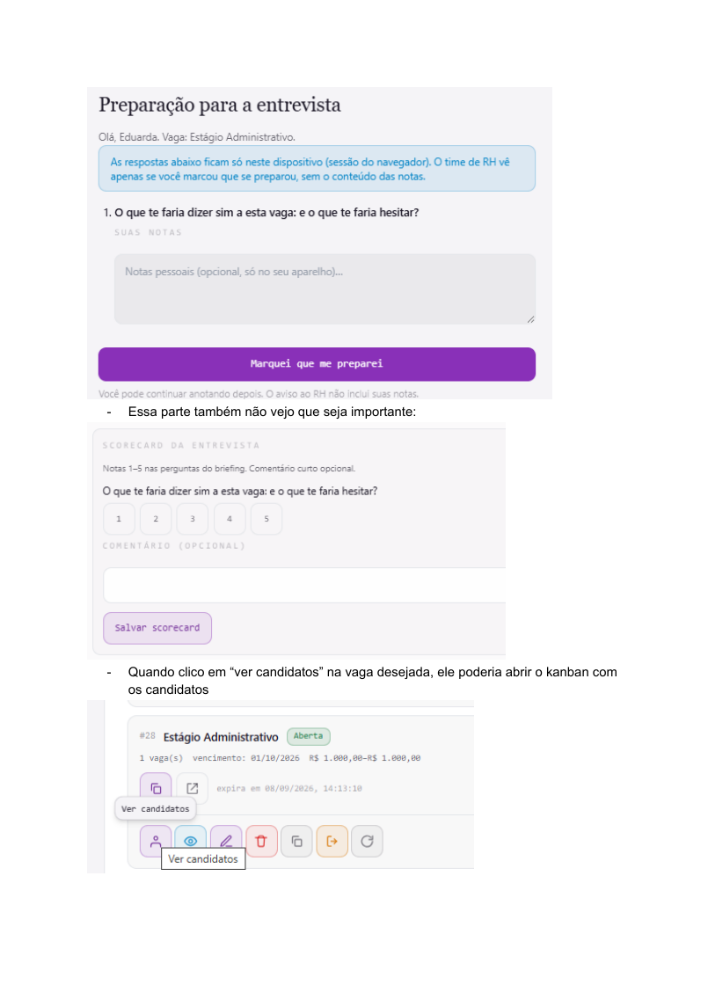 Preparação para a entrevista
Olá, Eduarda. Vaga: Estágio Administrativo.
As respostas abaixo ficam só neste dispositivo (sessão do navegador). O time de RH vê
apenas se você marcou que se preparou, sem o conteúdo das notas.
1. O que te faria dizer sim a esta vaga: e o que te faria hesitar?
SUAS NOTAS
Notas pessoais (opcional, só no seu aparelho)...
Marquei que me preparei
Você pode continuar anotando depois. O aviso ao RH não inclui suas notas.
- Essa parte também não vejo que seja importante:
SCORECARD DA ENTREVISTA
Notas 1–5 nas perguntas do briefing. Comentário curto opcional.
O que te faria dizer sim a esta vaga: e o que te faria hesitar?
1 2 3 4 5
COMENTÁRIO (OPCIONAL)
Salvar scorecard
- Quando clico em “ver candidatos” na vaga desejada, ele poderia abrir o kanban com
os candidatos
#28 Estágio Administrativo Aberta
1 vaga(s) vencimento: 01/10/2026 R$ 1.000,00–R$ 1.000,00
expira em 08/09/2026, 14:13:10
Ver candidatos
Ver candidatos